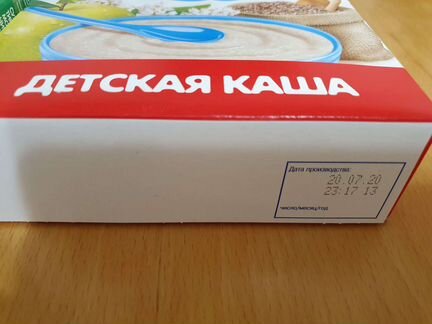 ДЕТСКАЯ КАША
Дата производства:
20.07.20
23:17 13
число/месяц/год